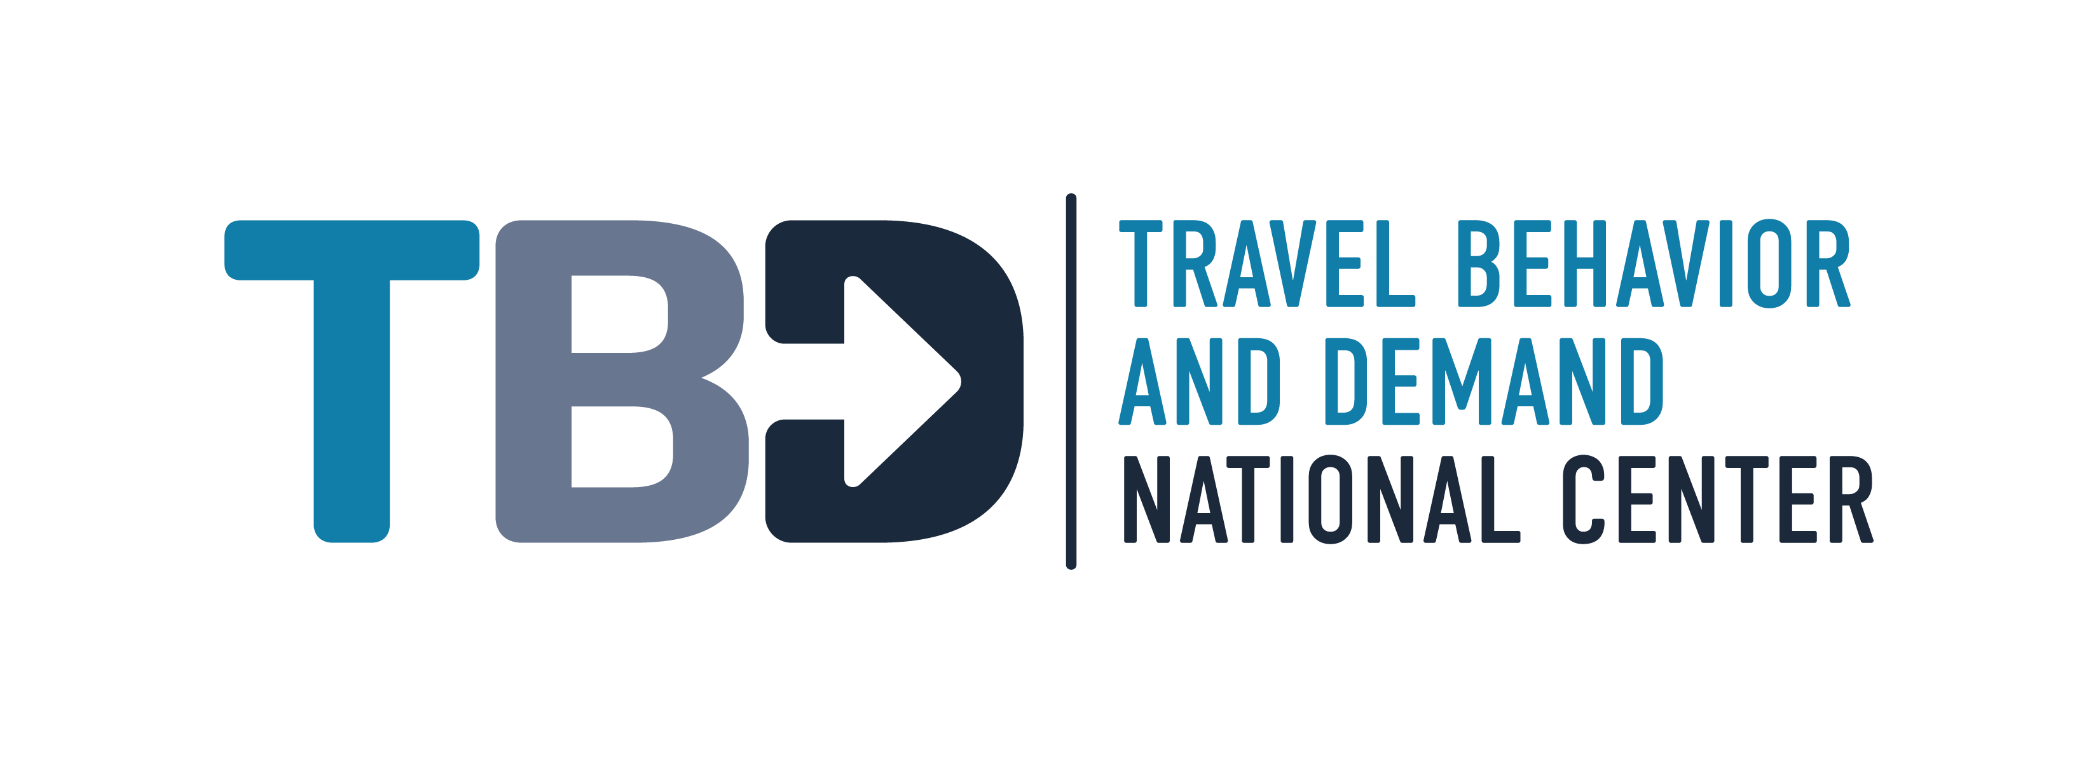 TBD
TRAVEL BEHAVIOR
AND DEMAND
NATIONAL CENTER